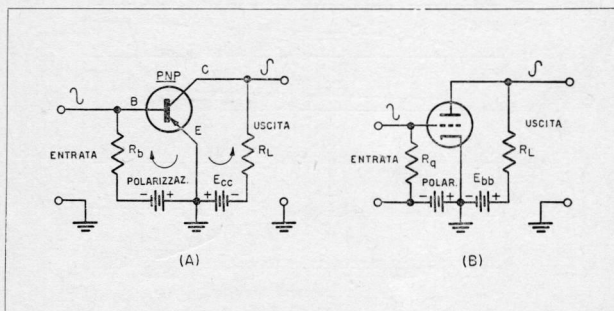 PNP
C
B
E
ENTRATA
R_b
POLARIZZAZ.
E_cc
R_L
USCITA
- +
+ -
(A)
ENTRATA
R_g
POLAR.
E_bb
R_L
USCITA
- +
- +
(B)